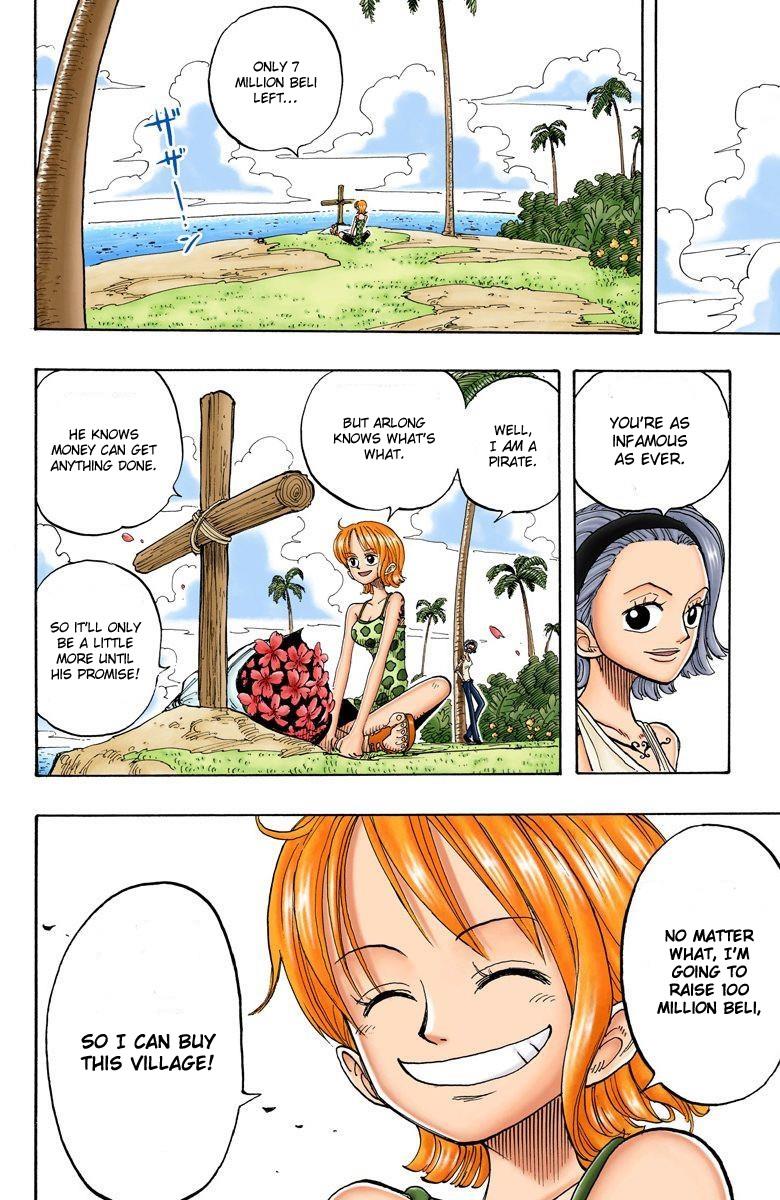 ONLY 7
MILLION BELI
LEFT...
ザザーン
YOU'RE AS
INFAMOUS
AS EVER.
WELL,
I AM A
PIRATE.
BUT ARLONG
KNOWS WHAT'S
WHAT.
HE KNOWS
MONEY CAN GET
ANYTHING DONE.
SO IT'LL ONLY
BE A LITTLE
MORE UNTIL
HIS PROMISE!
NO MATTER
WHAT, I'M
GOING TO
RAISE 100
MILLION BELI,
SO I CAN BUY
THIS VILLAGE!